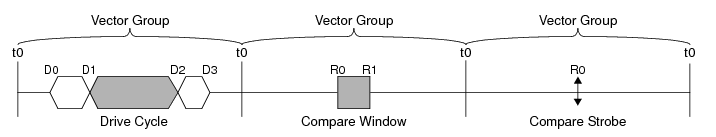 Vector Group Vector Group Vector Group
t0 t0 t0 t0
D0 D1 D2 D3 R0 R1 R0
Drive Cycle Compare Window Compare Strobe